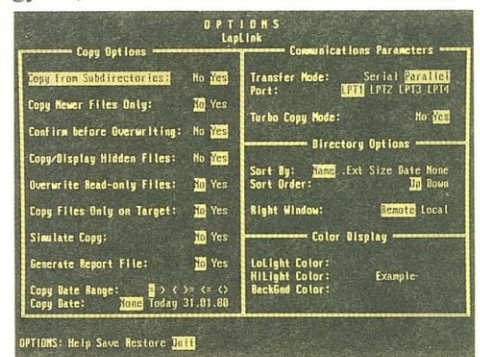 OPTIONS
LapLink
Copy Options
Copy from Subdirectories: No Yes
Copy Newer Files Only: No Yes
Confirm before Overwriting: No Yes
Copy/Display Hidden Files: No Yes
Overwrite Read-only Files: No Yes
Copy Files Only on Target: No Yes
Simulate Copy: No Yes
Generate Report File: No Yes
Copy Date Range: = > < >= <= <>
Copy Date: None Today 31.01.80
Communications Parameters
Transfer Mode: Serial Parallel
Port: LPT1 LPT2 LPT3 LPT4
Turbo Copy Mode: No Yes
Directory Options
Sort By: Name .Ext Size Date None
Sort Order: Up Down
Right Window: Remote Local
Color Display
LoLight Color:
HiLight Color: Example-
BackGnd Color:
OPTIONS: Help Save Restore Quit